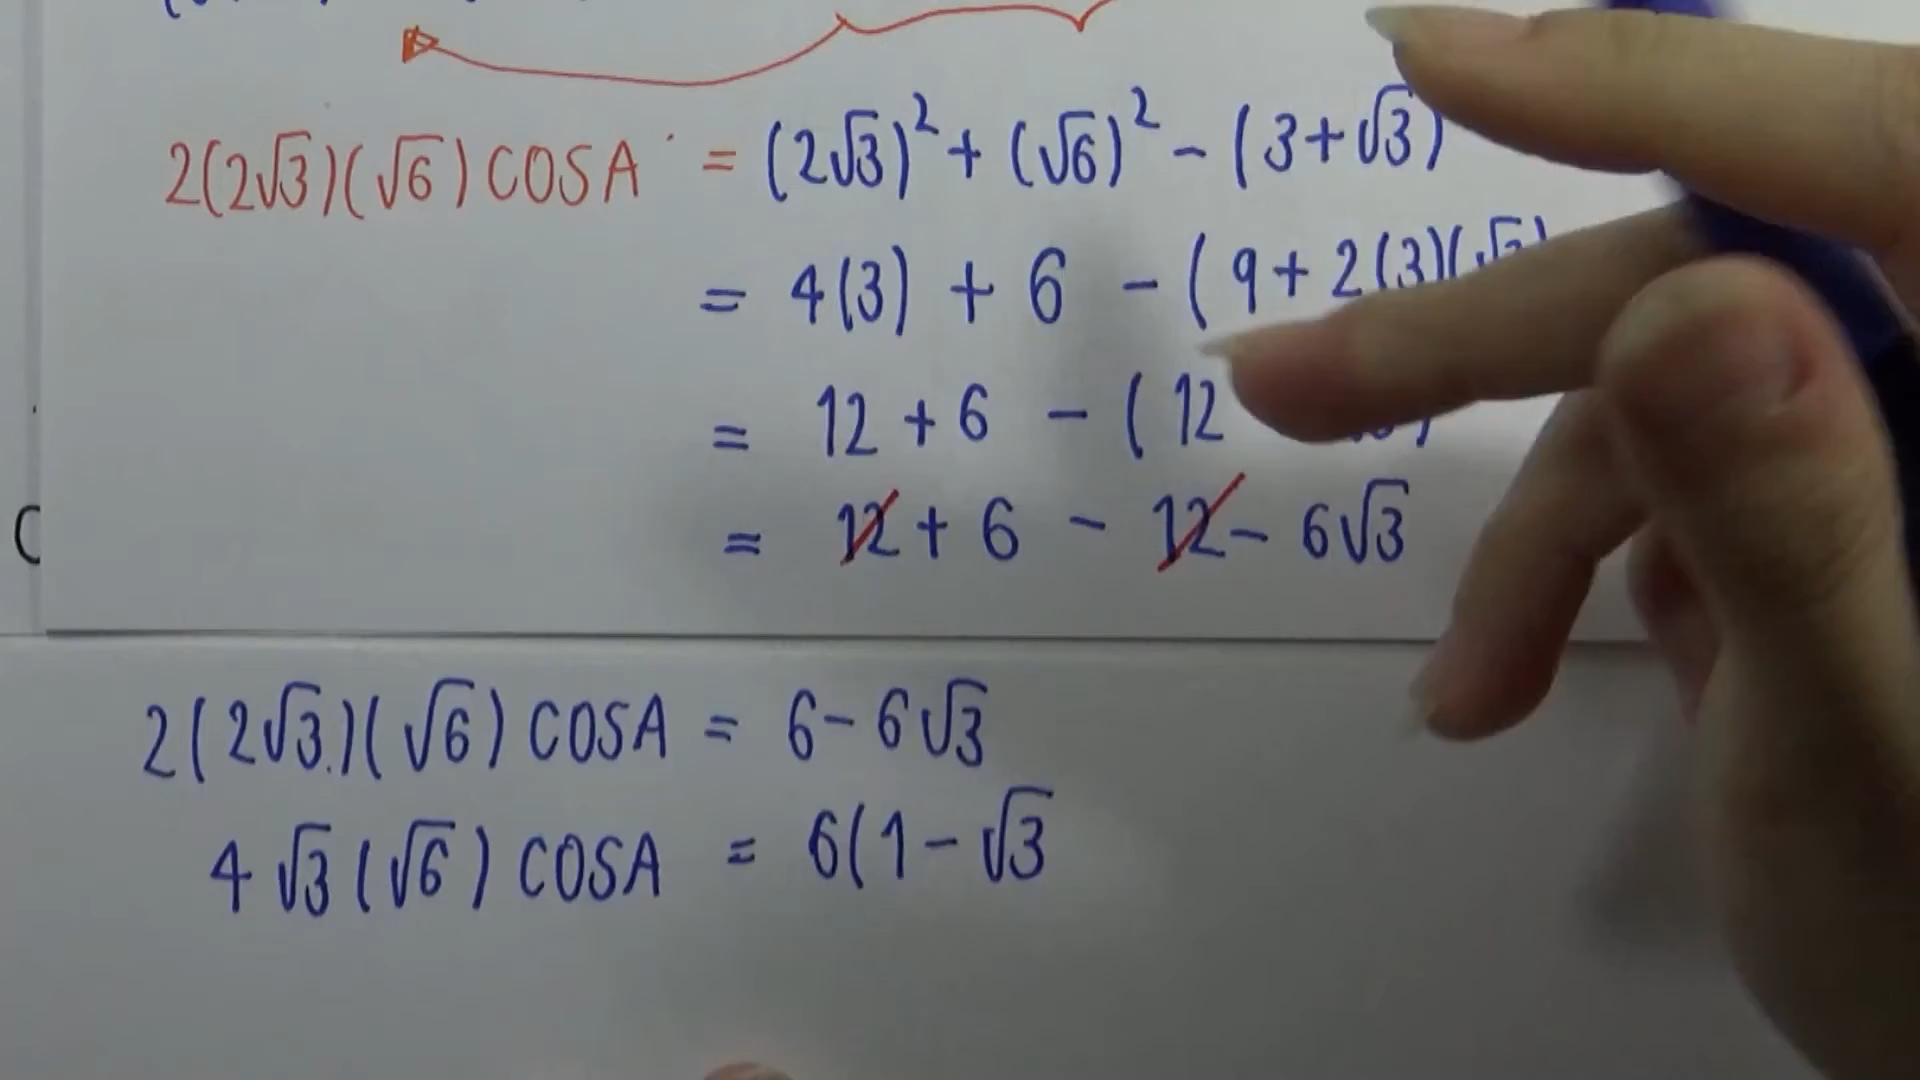 2(2√3)(√6) COSA = (2√3)² + (√6)² - (3+√3)
= 4(3) + 6 - (9 + 2(3)(
= 12 + 6 - (12
= 12 + 6 - 12 - 6√3
2(2√3)(√6) COSA = 6 - 6√3
4√3(√6) COSA = 6(1 - √3